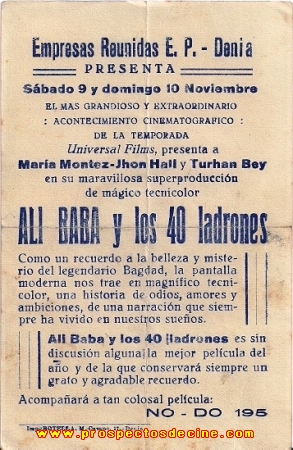 Empresas Reunidas E. P. - Denia
PRESENTA
Sábado 9 y domingo 10 Noviembre
EL MAS GRANDIOSO Y EXTRAORDINARIO
: ACONTECIMIENTO CINEMATOGRAFICO :
DE LA TEMPORADA
Universal Films, presenta a
María Montez-Jhon Hall y Turhan Bey
en su maravillosa superproducción
de mágico tecnicolor
ALI BABA y los 40 ladrones
Como un recuerdo a la belleza y miste-
rio del legendario Bagdad, la pantalla
moderna nos trae en magnífico tecni-
color, una historia de odios, amores y
ambiciones, de una narración que siem-
pre ha vivido en nuestros sueños.
Ali Baba y los 40 ladrones es sin
discusión alguna la mejor película del
año y de la que conservará siempre un
grato y agradable recuerdo.
Acompañará a tan colosal película:
NO - DO 195
www.prospectosdecine.com